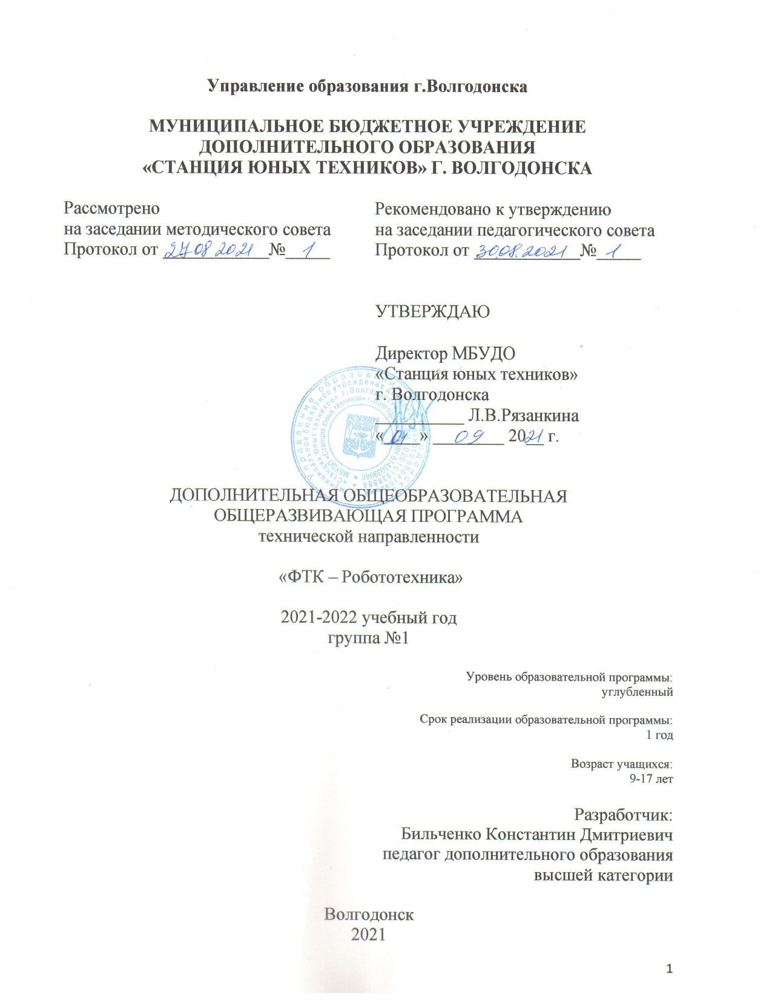 Управление образования г.Волгодонска
МУНИЦИПАЛЬНОЕ БЮДЖЕТНОЕ УЧРЕЖДЕНИЕ
ДОПОЛНИТЕЛЬНОГО ОБРАЗОВАНИЯ
«СТАНЦИЯ ЮНЫХ ТЕХНИКОВ» Г. ВОЛГОДОНСКА
Рассмотрено
на заседании методического совета
Протокол от 27 08 2021 № 1
Рекомендовано к утверждению
на заседании педагогического совета
Протокол от 30.08.2021 № 1
УТВЕРЖДАЮ
Директор МБУДО
«Станция юных техников»
г. Волгодонска
____________ Л.В.Рязанкина
« 01 » 09 2021 г.
ДОПОЛНИТЕЛЬНАЯ ОБЩЕОБРАЗОВАТЕЛЬНАЯ
ОБЩЕРАЗВИВАЮЩАЯ ПРОГРАММА
технической направленности
«ФТК – Робототехника»
2021-2022 учебный год
группа №1
Уровень образовательной программы:
углубленный
Срок реализации образовательной программы:
1 год
Возраст учащихся:
9-17 лет
Разработчик:
Бильченко Константин Дмитриевич
педагог дополнительного образования
высшей категории
Волгодонск
2021
1